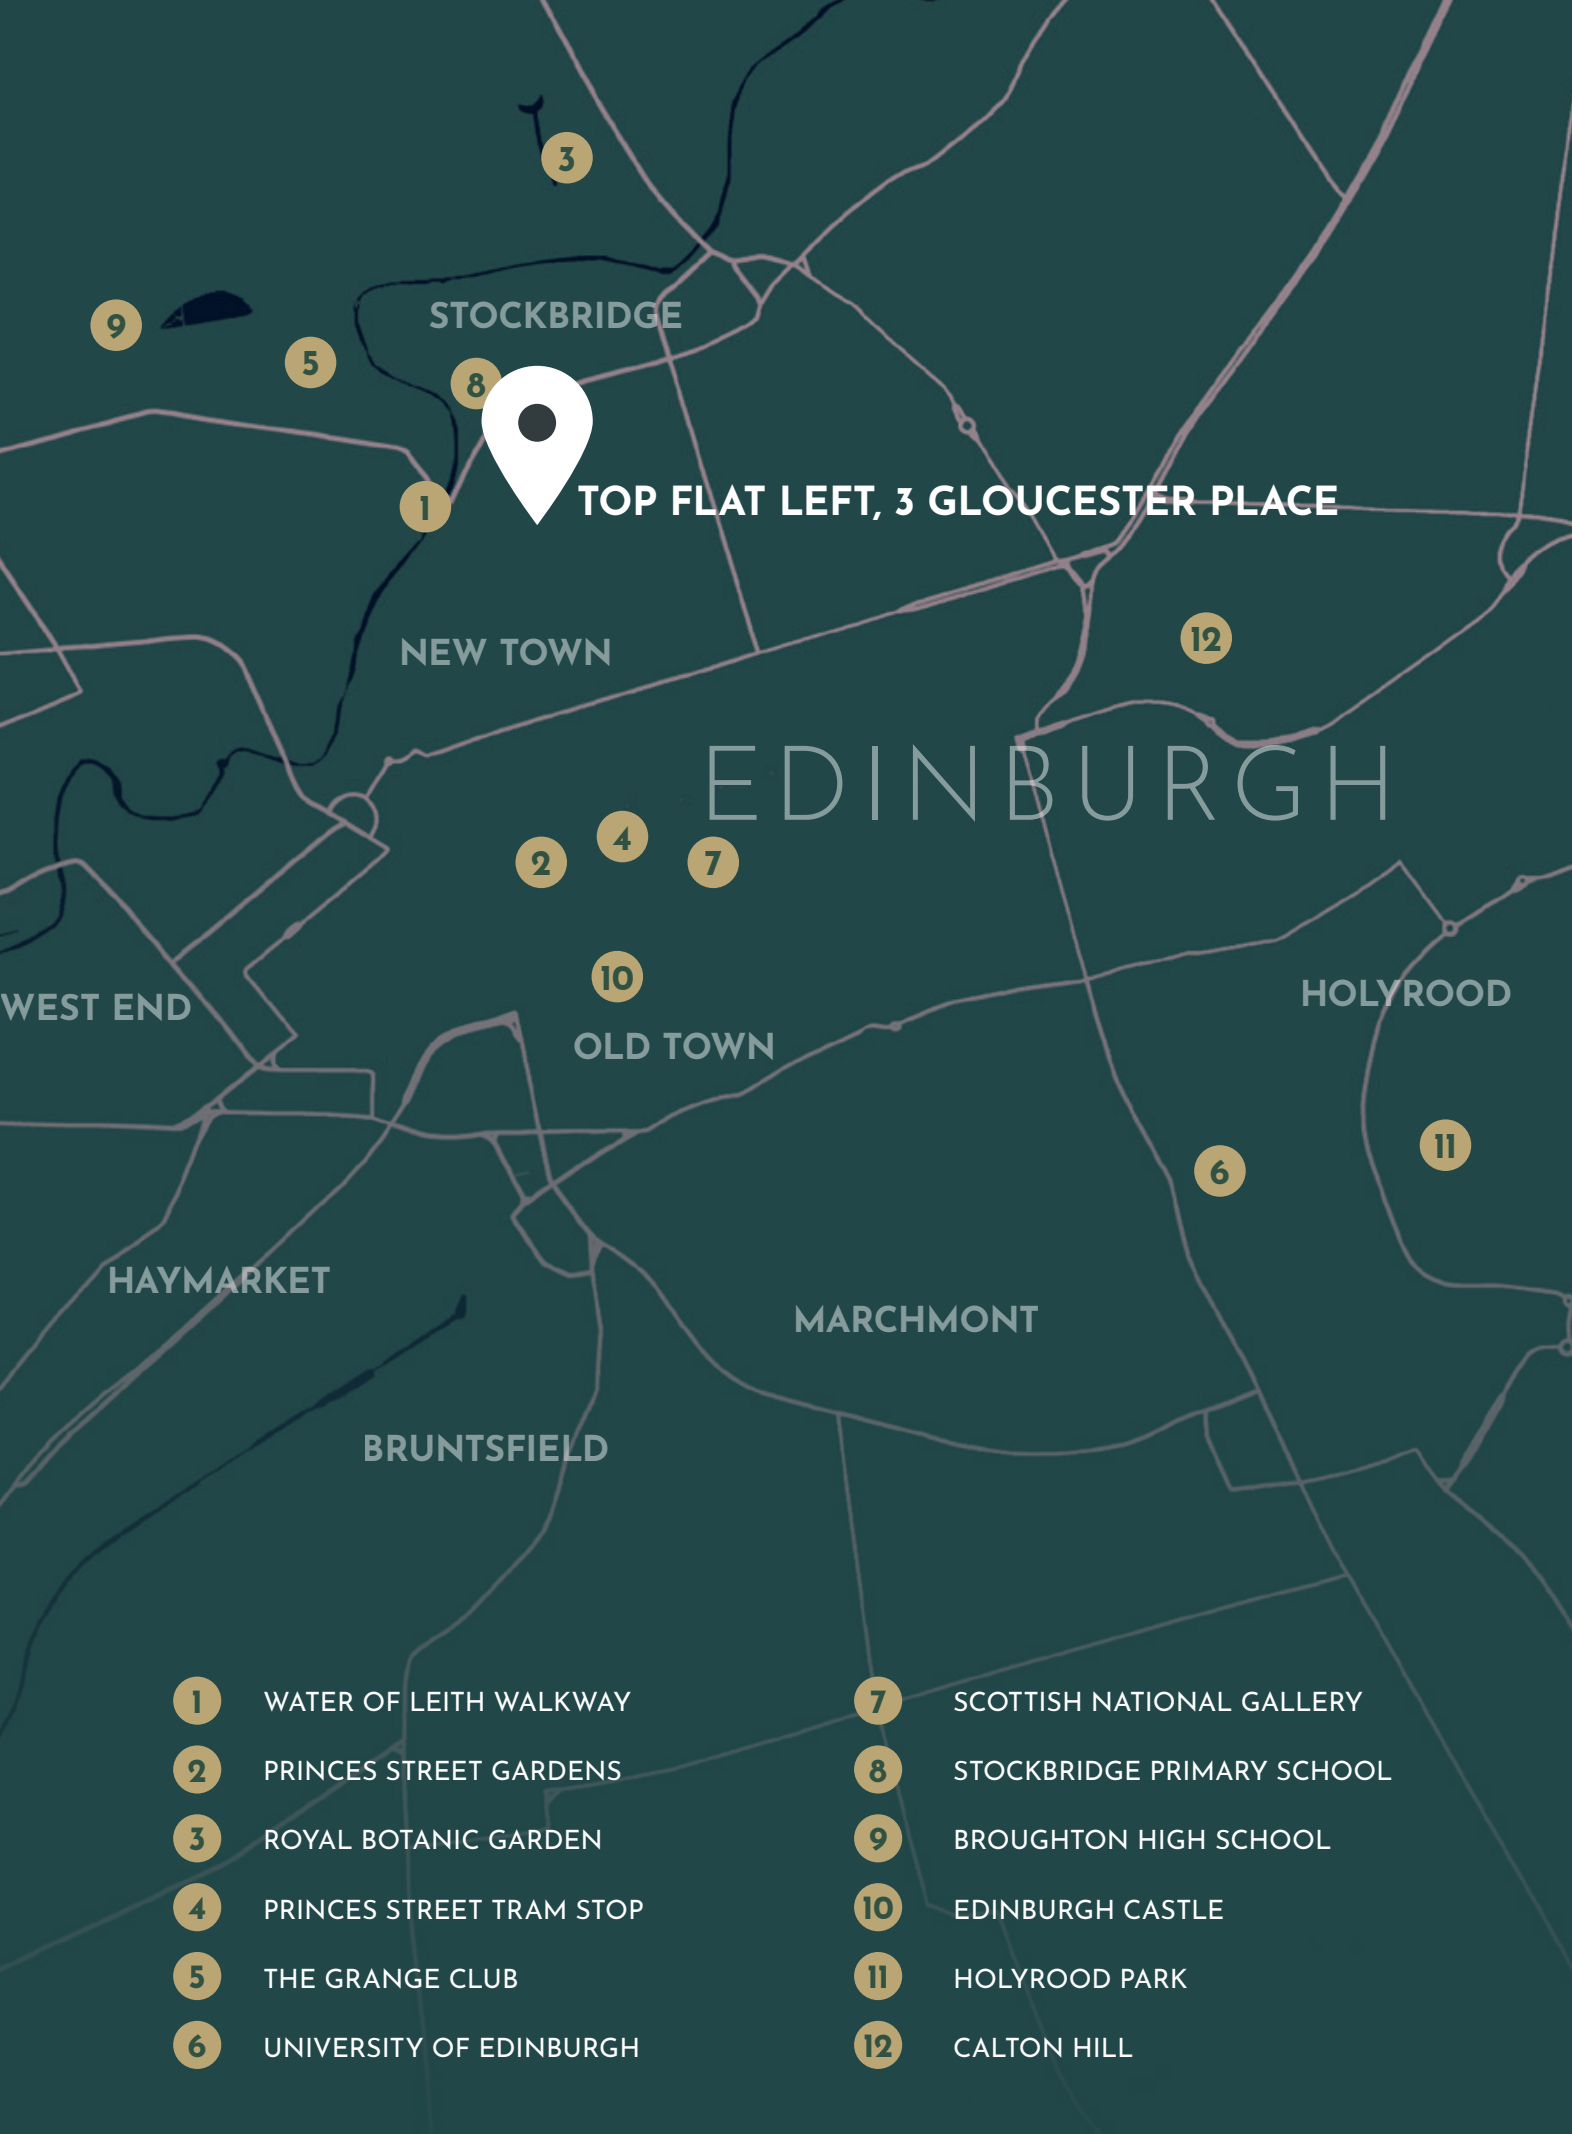 3
STOCKBRIDGE
9
5
8
1
TOP FLAT LEFT, 3 GLOUCESTER PLACE
12
NEW TOWN
EDINBURGH
4
2
7
10
WEST END
HOLYROOD
OLD TOWN
11
6
HAYMARKET
MARCHMONT
BRUNTSFIELD
1 WATER OF LEITH WALKWAY
2 PRINCES STREET GARDENS
3 ROYAL BOTANIC GARDEN
4 PRINCES STREET TRAM STOP
5 THE GRANGE CLUB
6 UNIVERSITY OF EDINBURGH
7 SCOTTISH NATIONAL GALLERY
8 STOCKBRIDGE PRIMARY SCHOOL
9 BROUGHTON HIGH SCHOOL
10 EDINBURGH CASTLE
11 HOLYROOD PARK
12 CALTON HILL